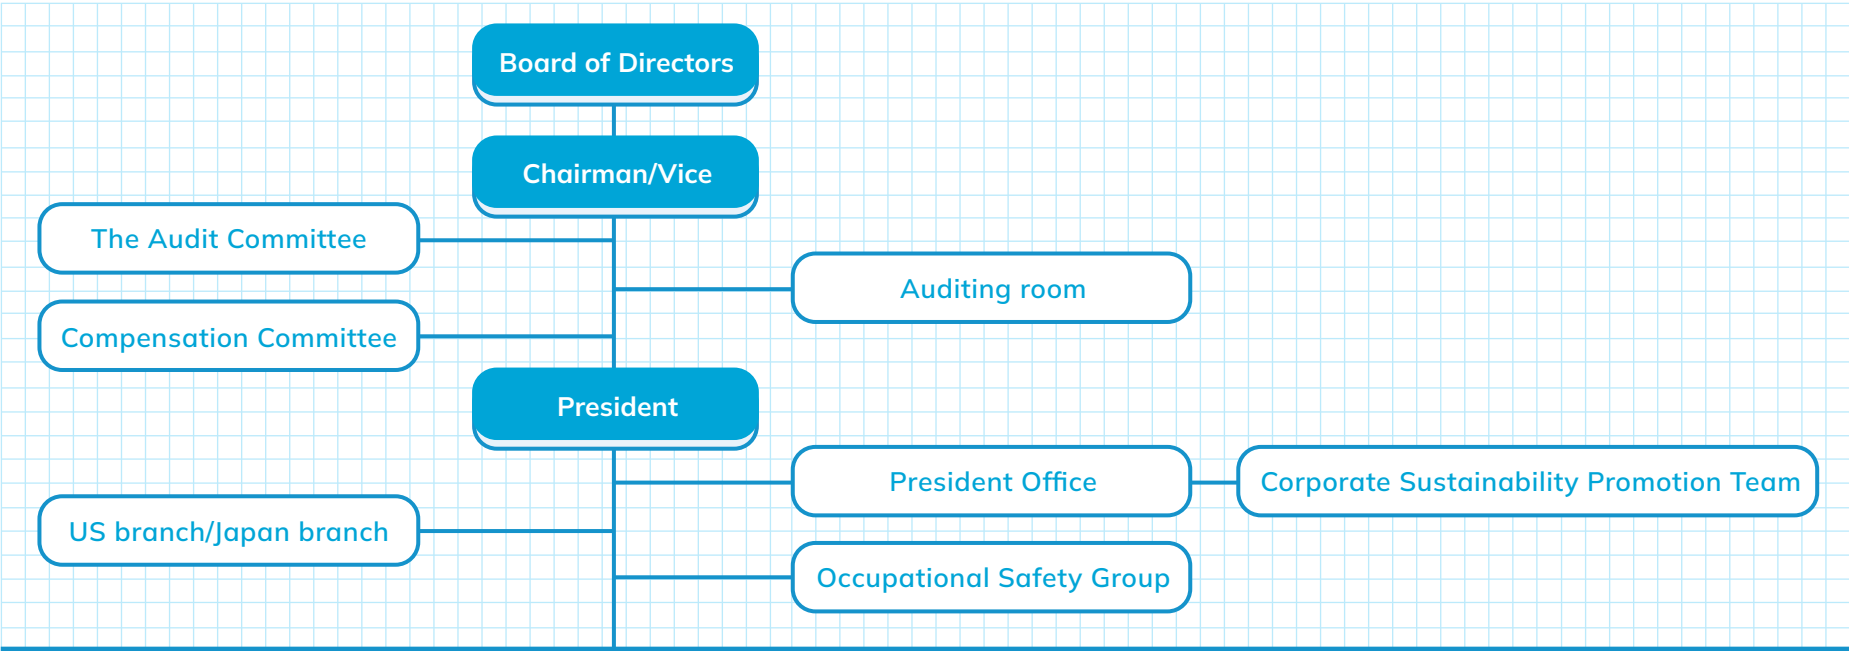 Board of Directors
Chairman/Vice
The Audit Committee
Auditing room
Compensation Committee
President
President Office
Corporate Sustainability Promotion Team
US branch/Japan branch
Occupational Safety Group